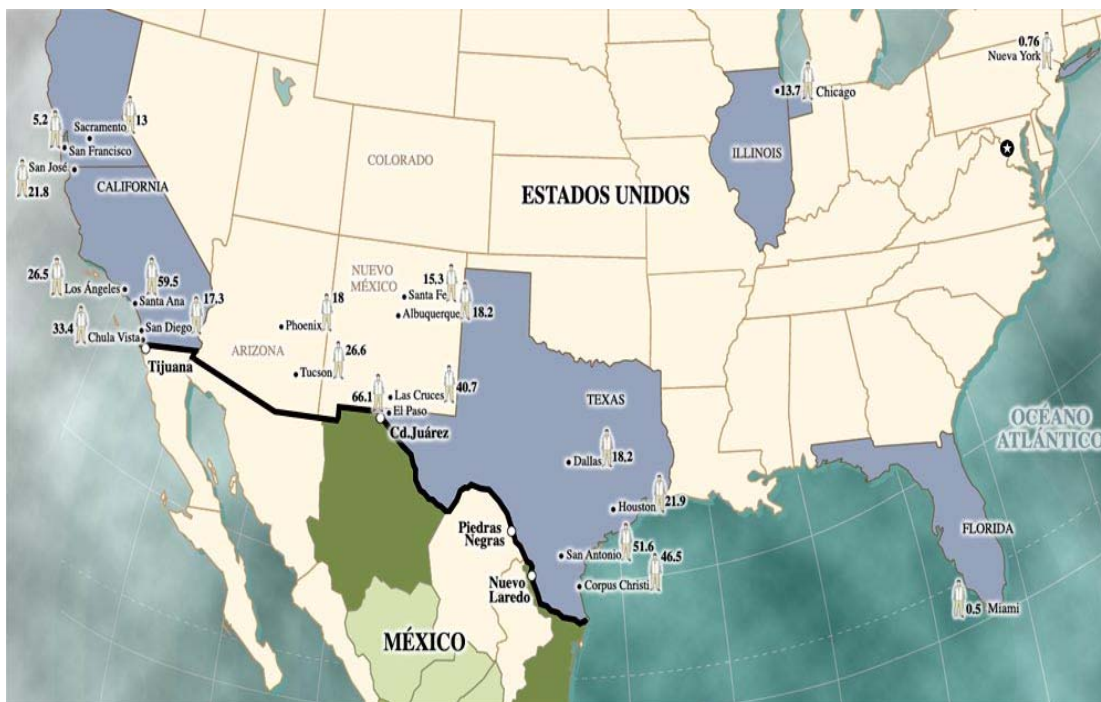 0.76
Nueva York
13.7 Chicago
ILLINOIS
5.2
Sacramento 13
San Francisco
San José
21.8
CALIFORNIA
COLORADO
ESTADOS UNIDOS
26.5
Los Ángeles
59.5
Santa Ana
17.3
33.4
San Diego
Chula Vista
Tijuana
NUEVO
MÉXICO
15.3
Santa Fe
Albuquerque 18.2
18
Phoenix
ARIZONA
26.6
Tucson
66.1
Las Cruces 40.7
El Paso
Cd.Juárez
TEXAS
Dallas 18.2
Houston 21.9
Piedras
Negras
San Antonio 51.6
46.5
Corpus Christi
Nuevo
Laredo
MÉXICO
OCÉANO
ATLÁNTICO
FLORIDA
0.5 Miami